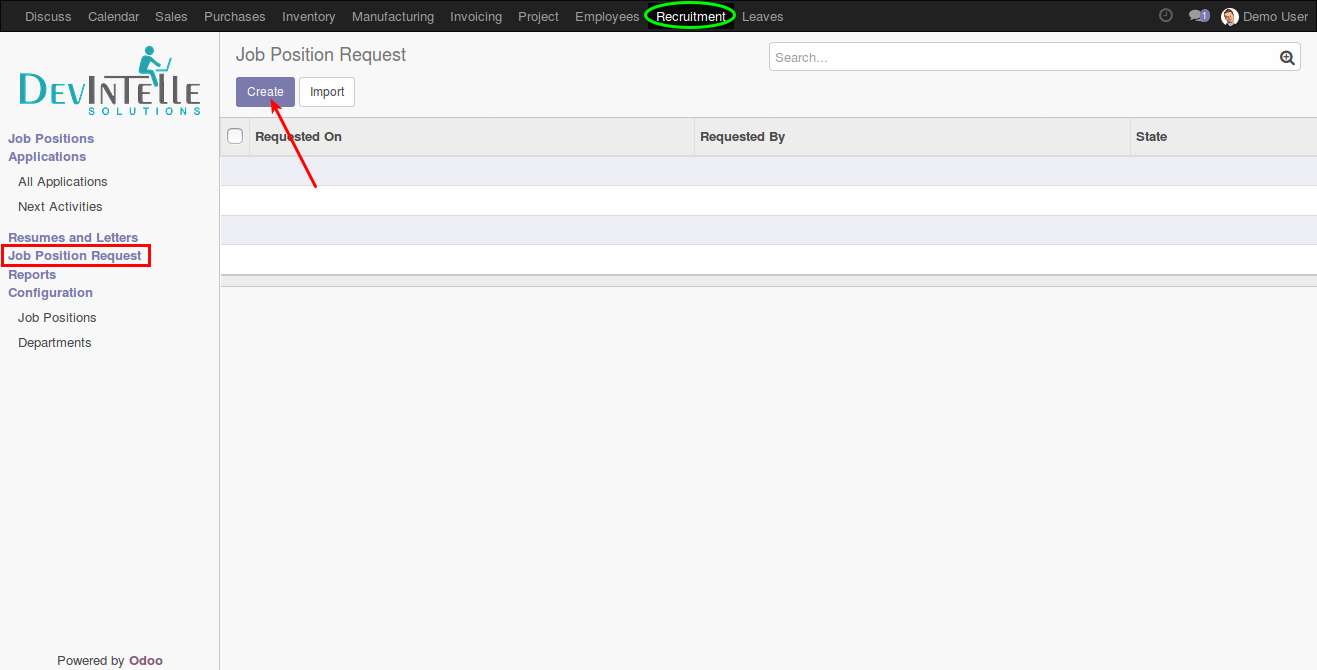 Discuss Calendar Sales Purchases Inventory Manufacturing Invoicing Project Employees Recruitment Leaves 1 Demo User
DEVINTELLE
SOLUTIONS
Job Position Request
Search...
Create Import
Requested On Requested By State
Job Positions
Applications
All Applications
Next Activities
Resumes and Letters
Job Position Request
Reports
Configuration
Job Positions
Departments
Powered by Odoo